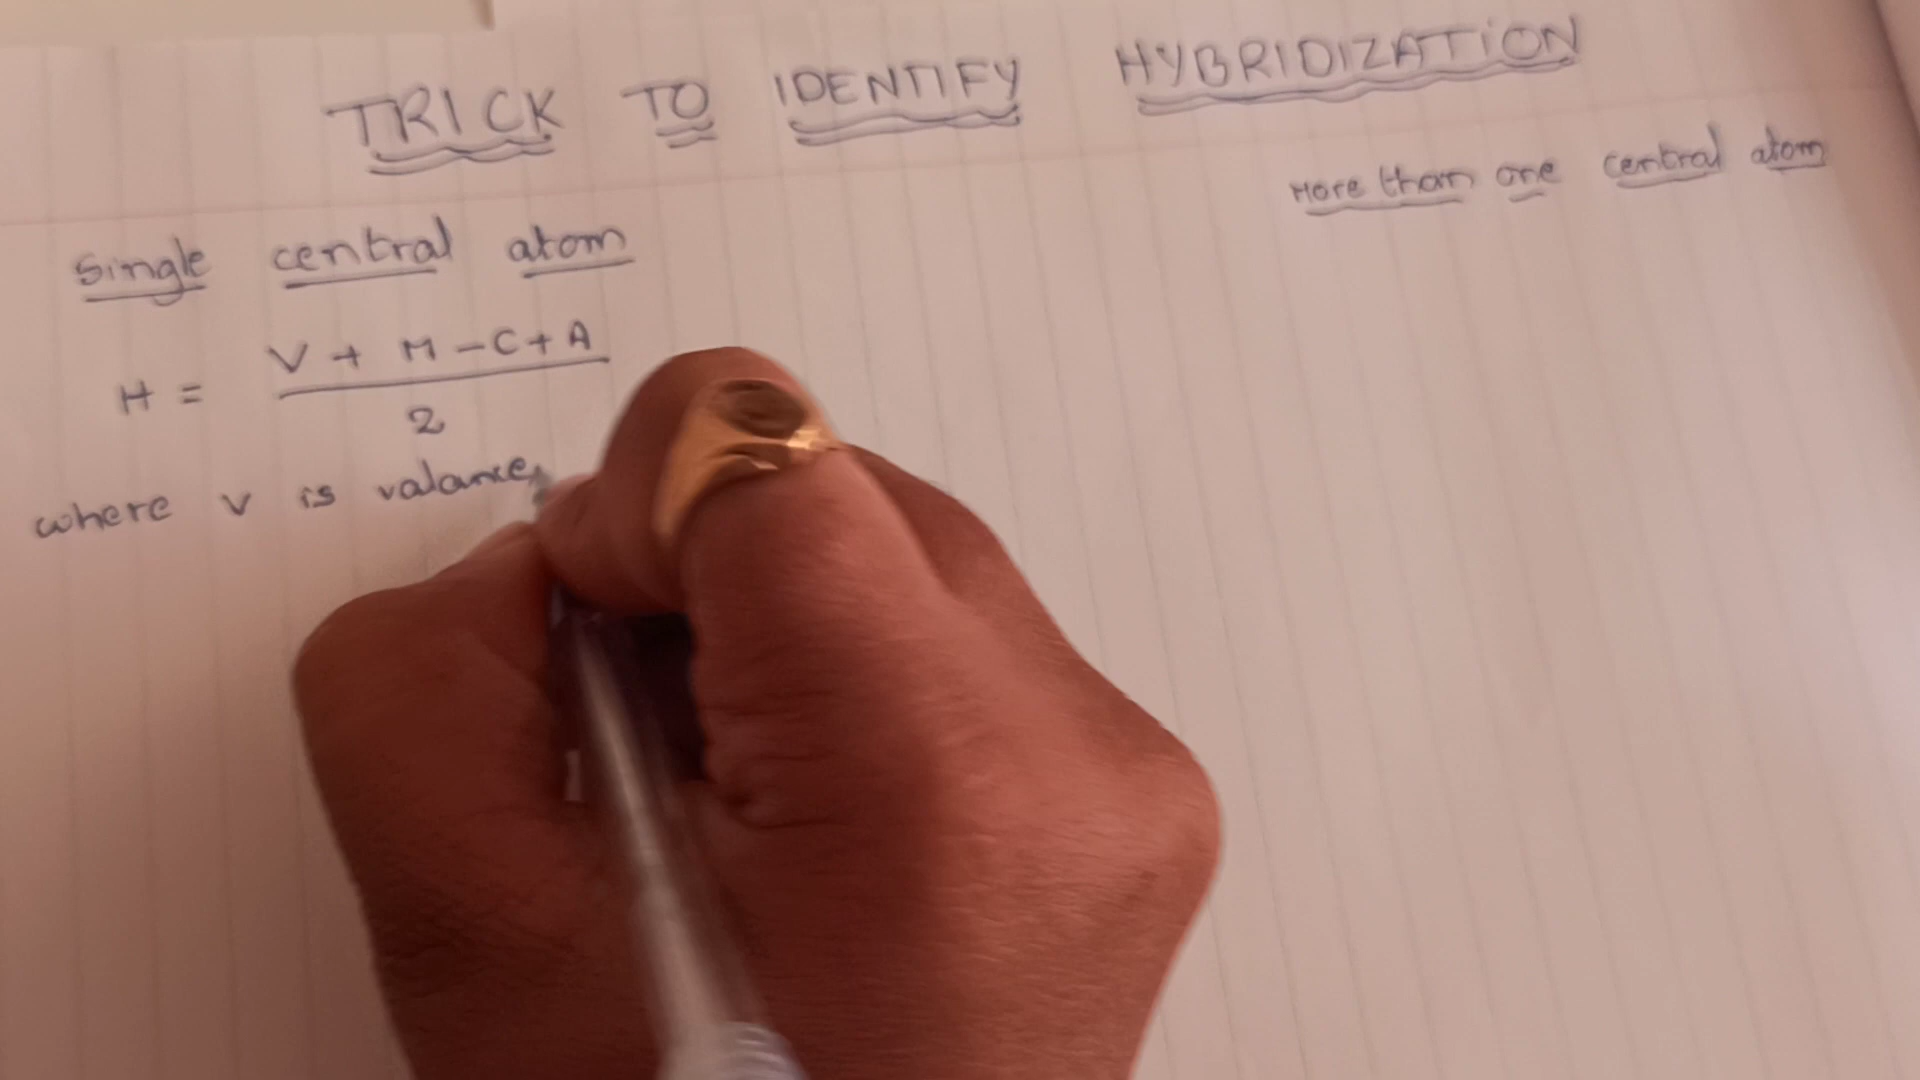 TRICK TO IDENTIFY HYBRIDIZATION
single central atom
More than one central atom
H = V + M - C + A
2
where V is valance